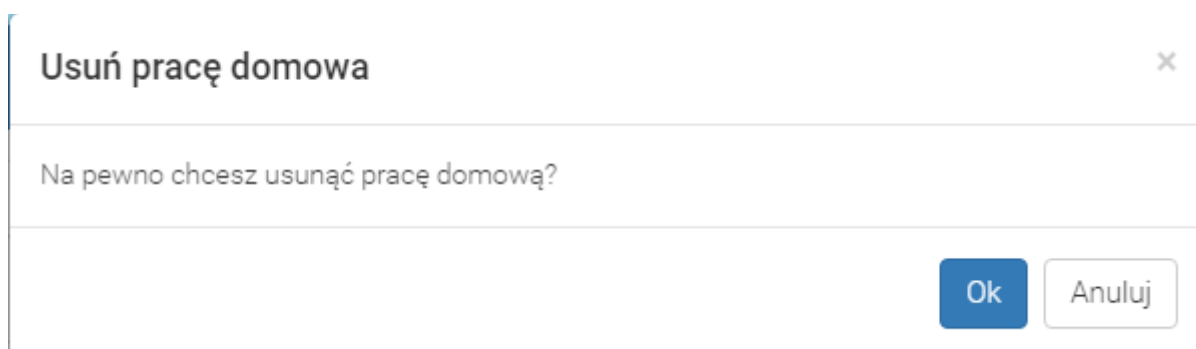 Usuń pracę domowa
Na pewno chcesz usunąć pracę domową?
Ok Anuluj